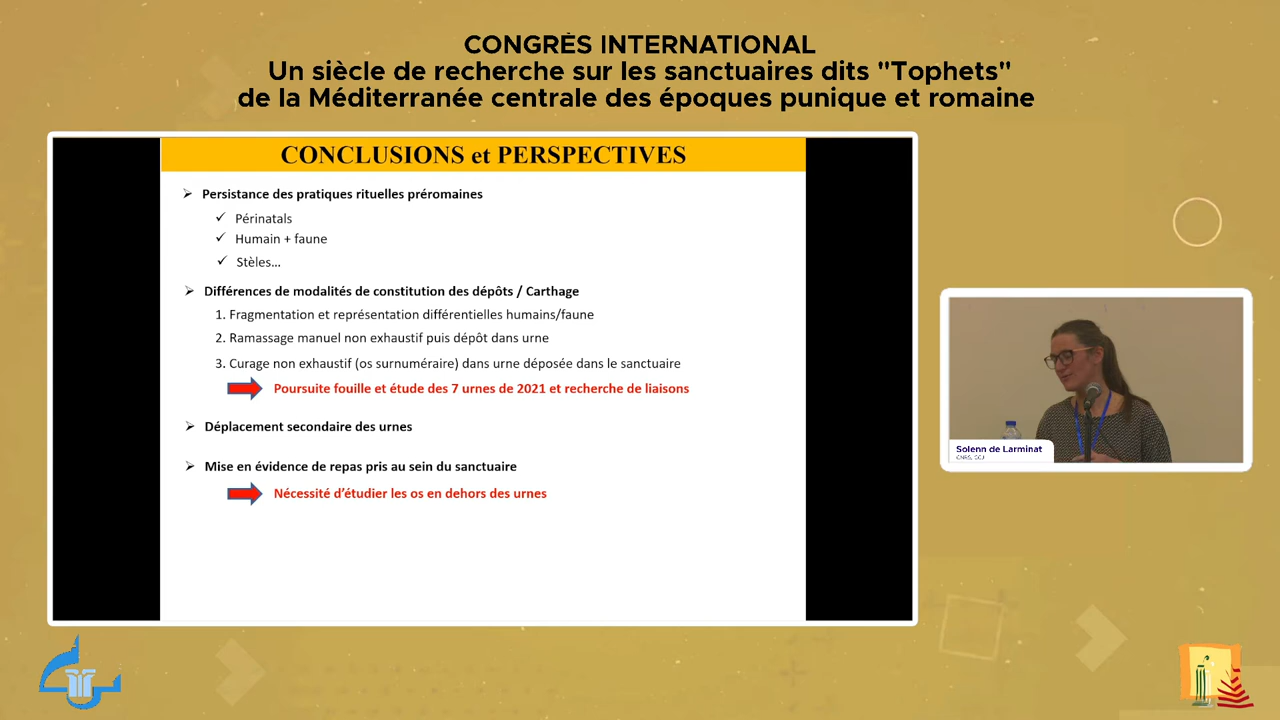 CONGRÈS INTERNATIONAL
Un siècle de recherche sur les sanctuaires dits "Tophets"
de la Méditerranée centrale des époques punique et romaine
CONCLUSIONS et PERSPECTIVES
➢ Persistance des pratiques rituelles préromaines
✓ Périnatals
✓ Humain + faune
✓ Stèles...
➢ Différences de modalités de constitution des dépôts / Carthage
1. Fragmentation et représentation différentielles humains/faune
2. Ramassage manuel non exhaustif puis dépôt dans urne
3. Curage non exhaustif (os surnuméraire) dans urne déposée dans le sanctuaire
Poursuite fouille et étude des 7 urnes de 2021 et recherche de liaisons
➢ Déplacement secondaire des urnes
➢ Mise en évidence de repas pris au sein du sanctuaire
Nécessité d'étudier les os en dehors des urnes
Solenn de Larminat
CNRS, CCJ